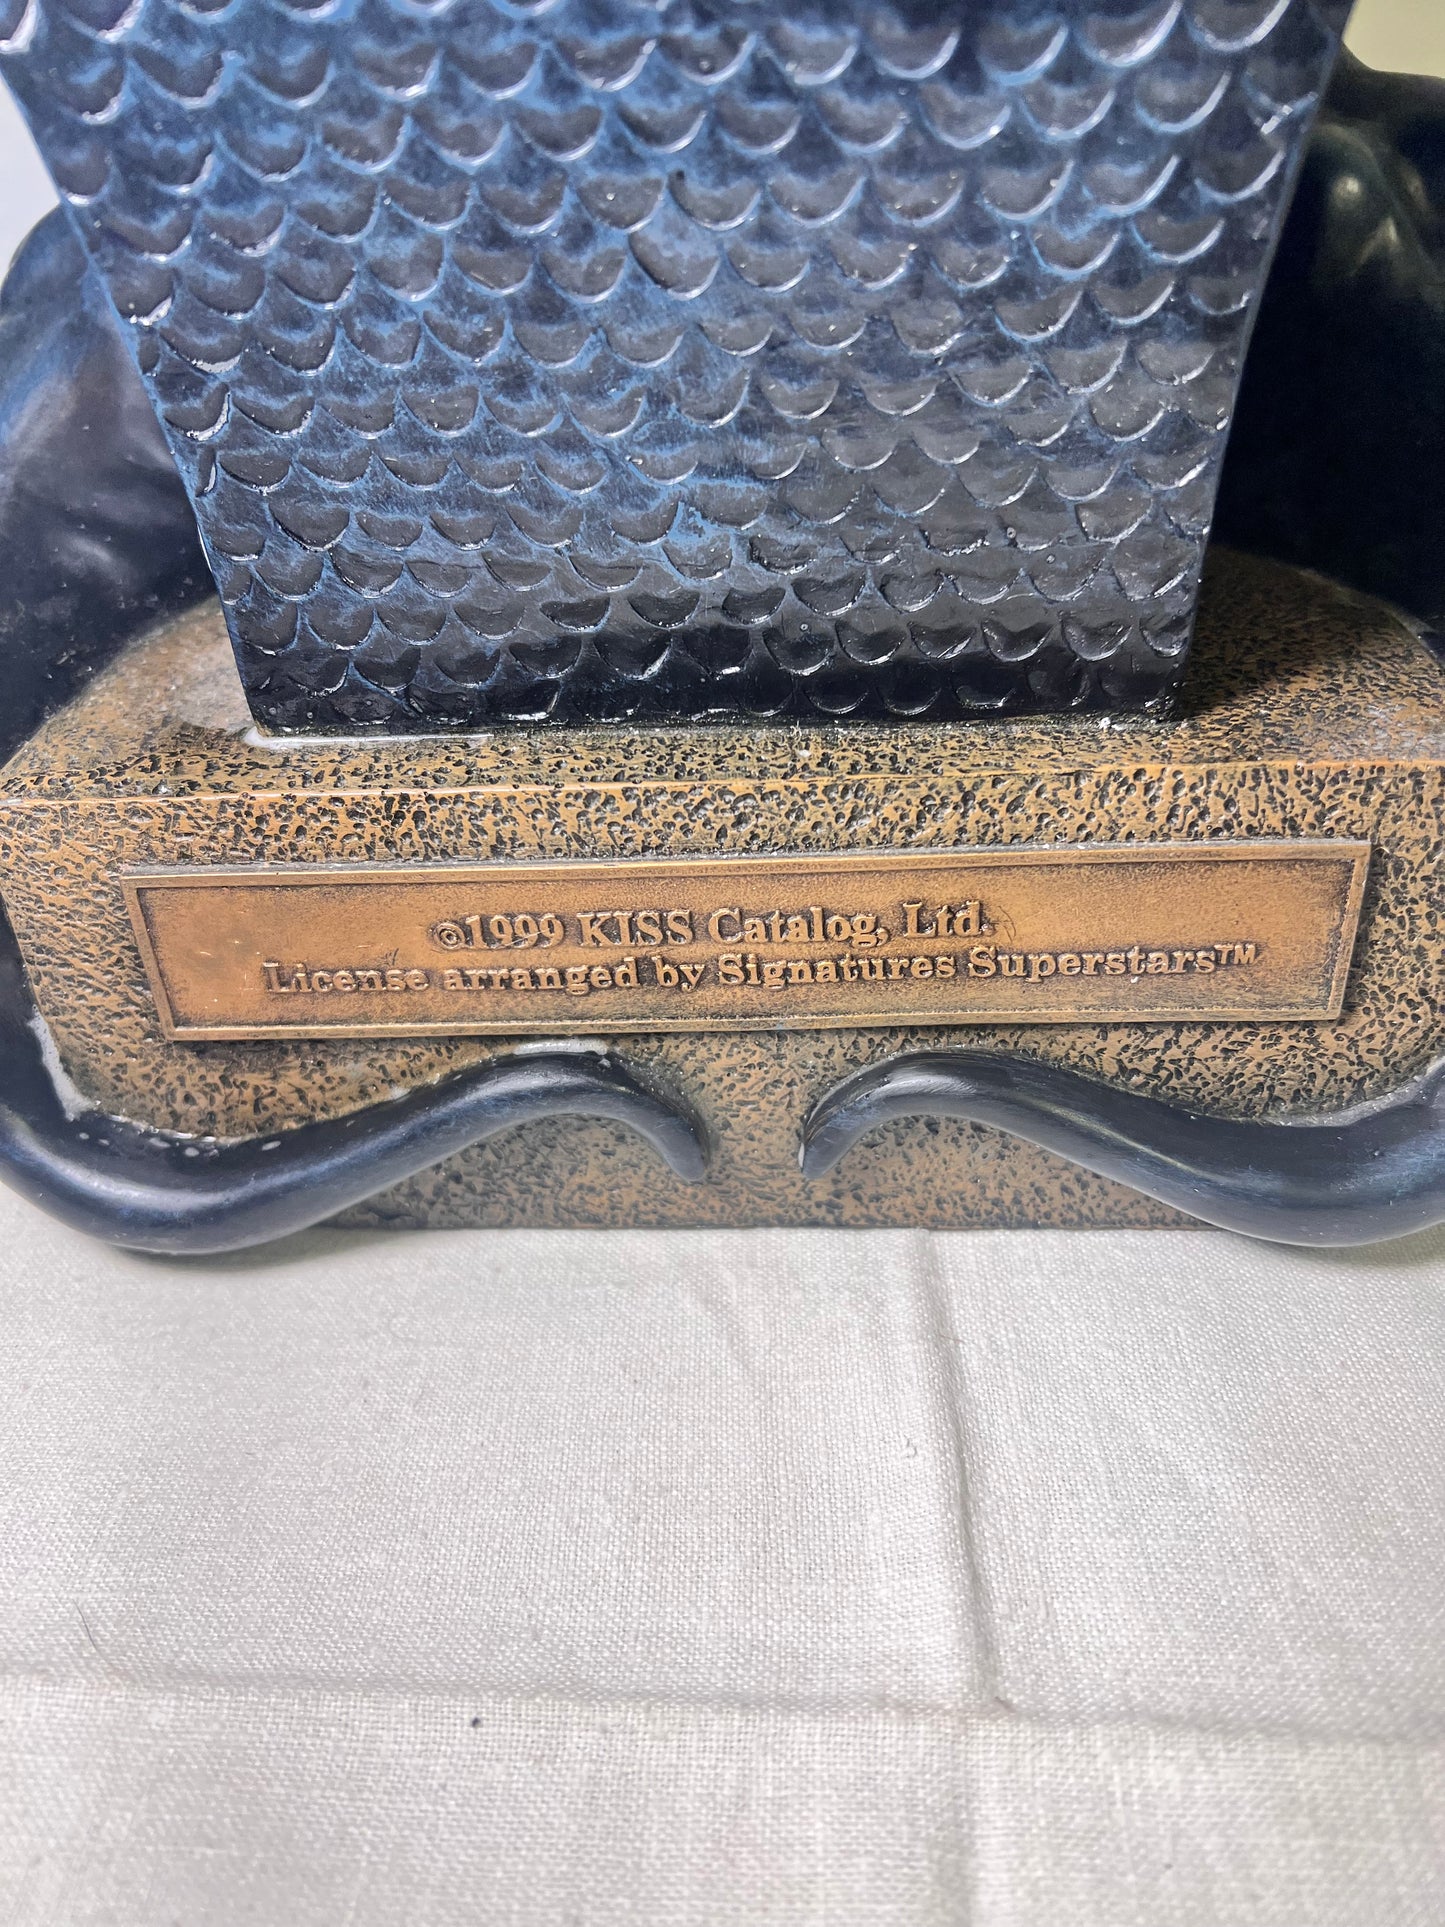 ©1999 KISS Catalog, Ltd.
License arranged by Signatures Superstars™